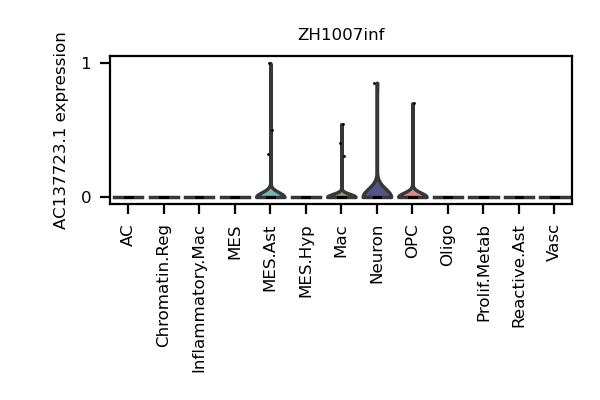 ZH1007inf
AC137723.1 expression
1
0
AC
Chromatin.Reg
Inflammatory.Mac
MES
MES.Ast
MES.Hyp
Mac
Neuron
OPC
Oligo
Prolif.Metab
Reactive.Ast
Vasc